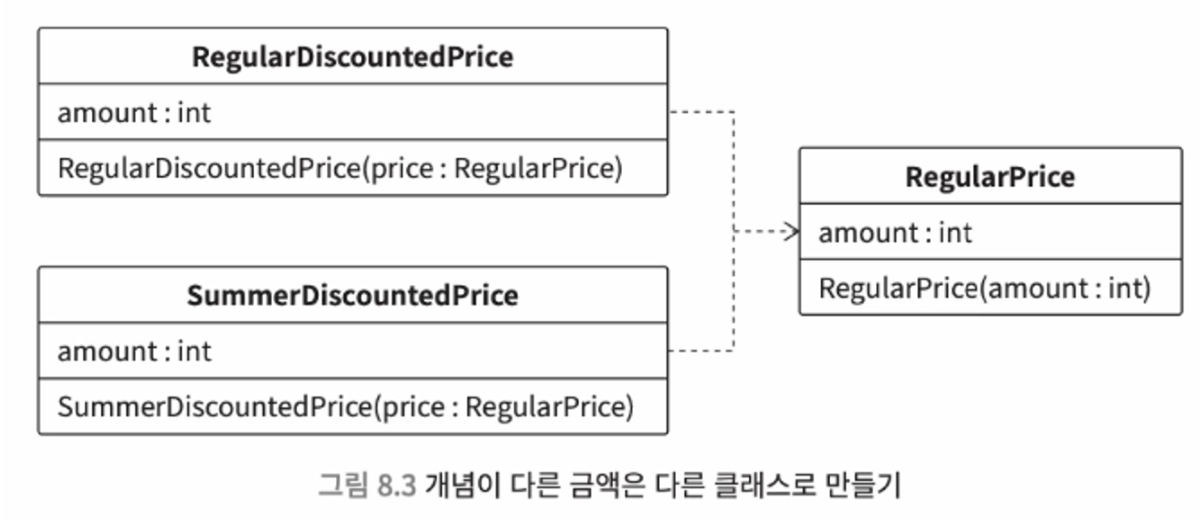 RegularDiscountedPrice
amount : int
RegularDiscountedPrice(price : RegularPrice)
RegularPrice
amount : int
RegularPrice(amount : int)
SummerDiscountedPrice
amount : int
SummerDiscountedPrice(price : RegularPrice)
그림 8.3 개념이 다른 금액은 다른 클래스로 만들기